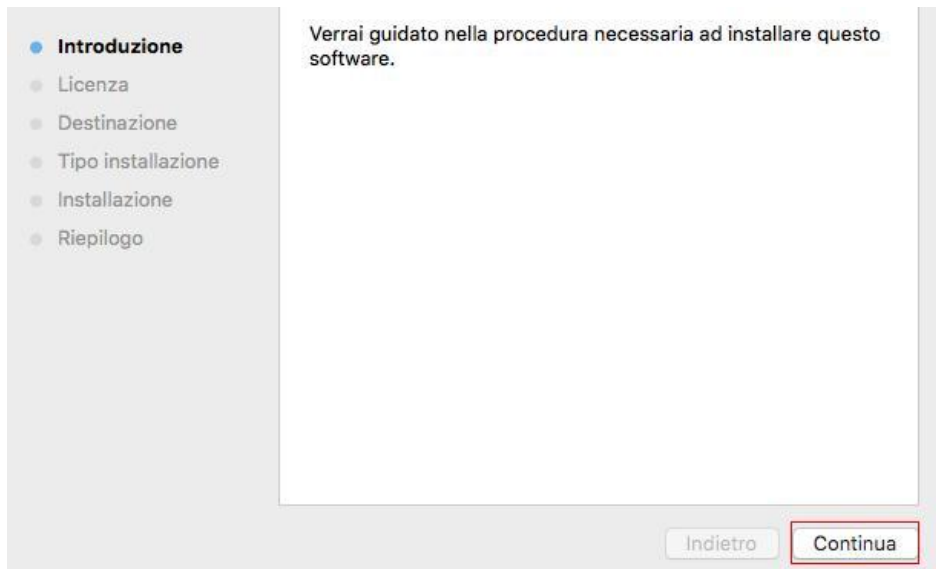 Introduzione
Licenza
Destinazione
Tipo installazione
Installazione
Riepilogo
Verrai guidato nella procedura necessaria ad installare questo
software.
Indietro
Continua